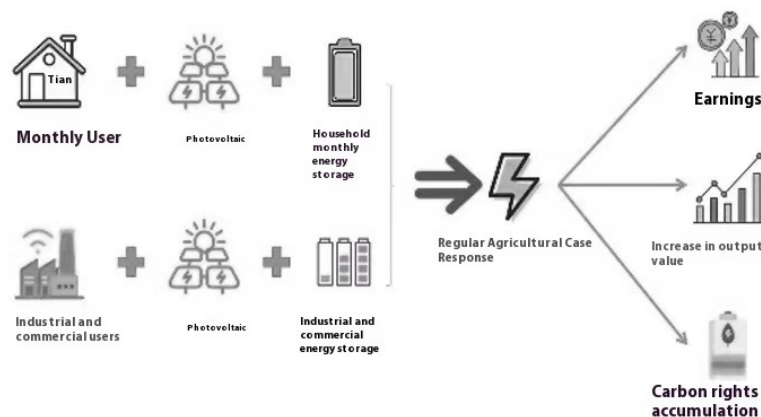 Tian
Monthly User
Photovoltaic
Household
monthly
energy
storage
Earnings
Regular Agricultural Case
Response
Increase in output
value
Industrial and
commercial users
Photovoltaic
Industrial and
commercial
energy storage
Carbon rights
accumulation